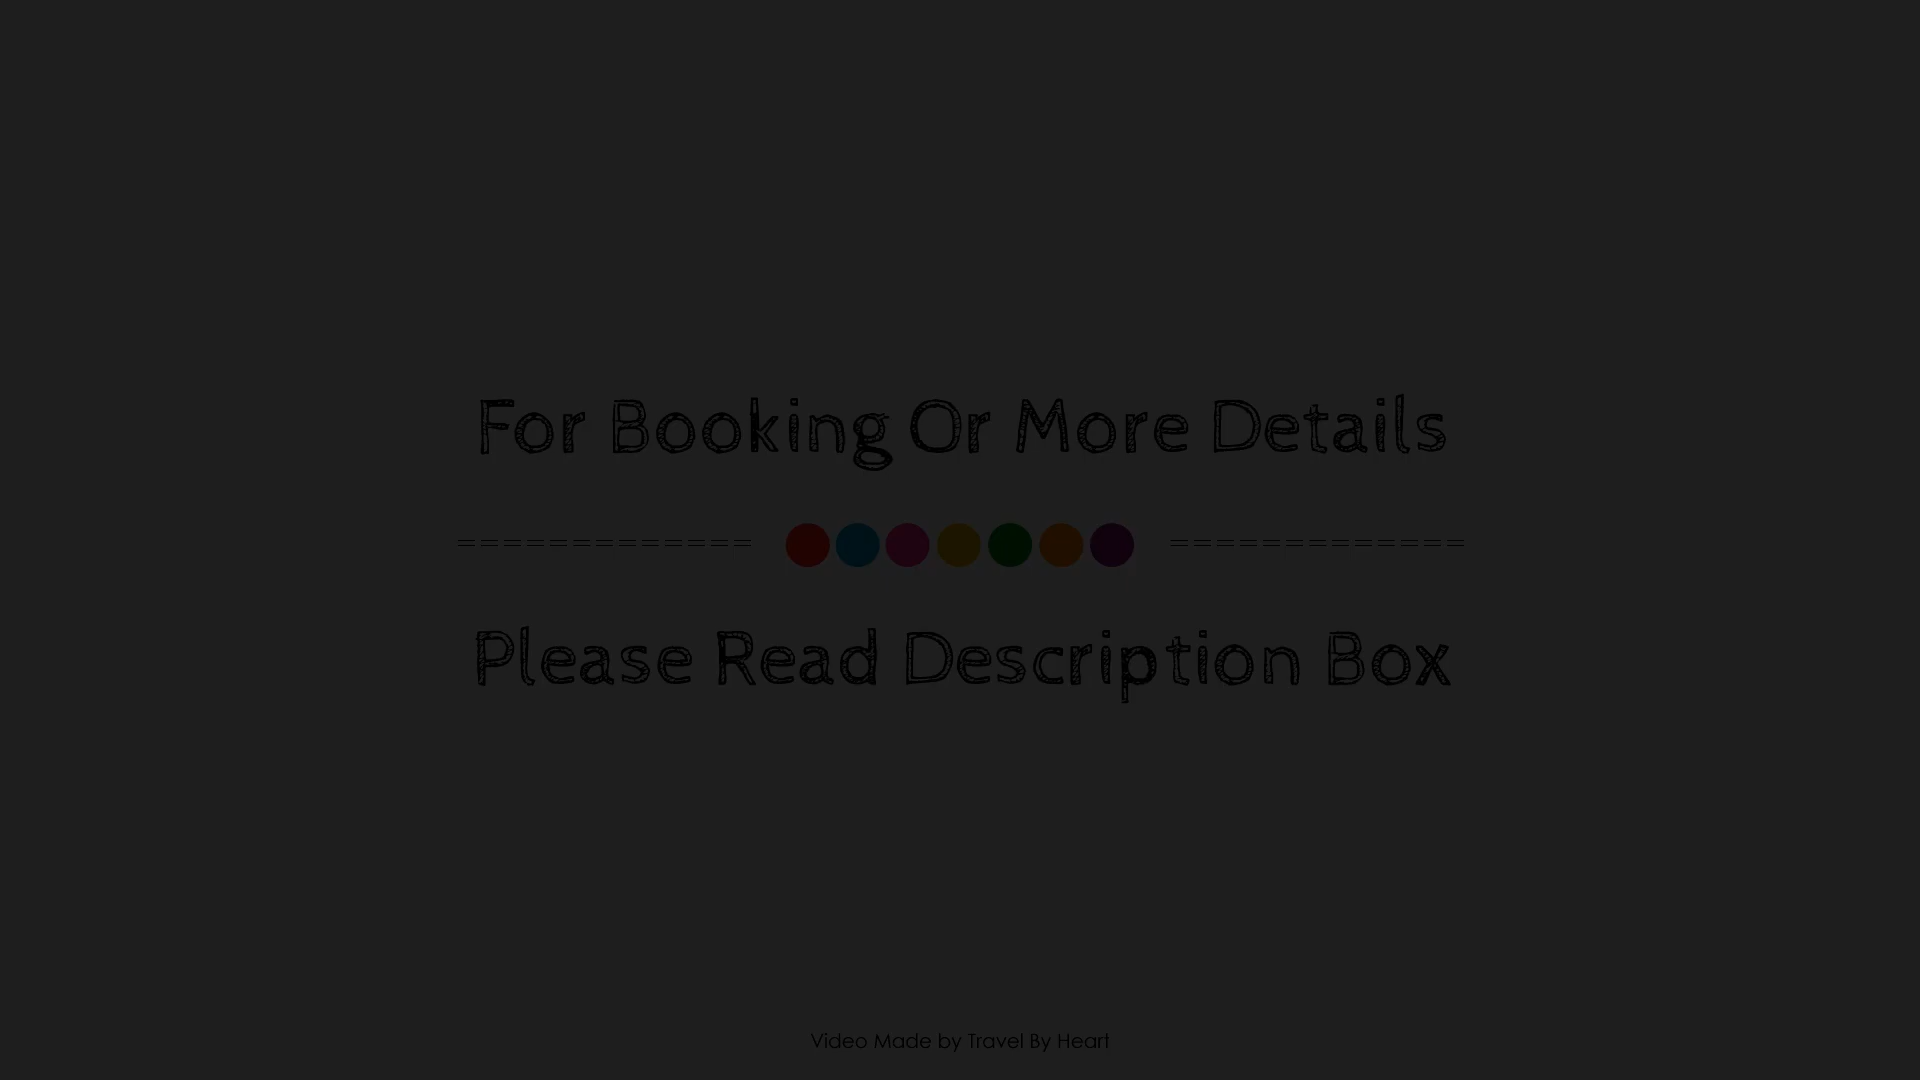 For Booking Or More Details
============= =============
Please Read Description Box
Video Made by Travel By Heart